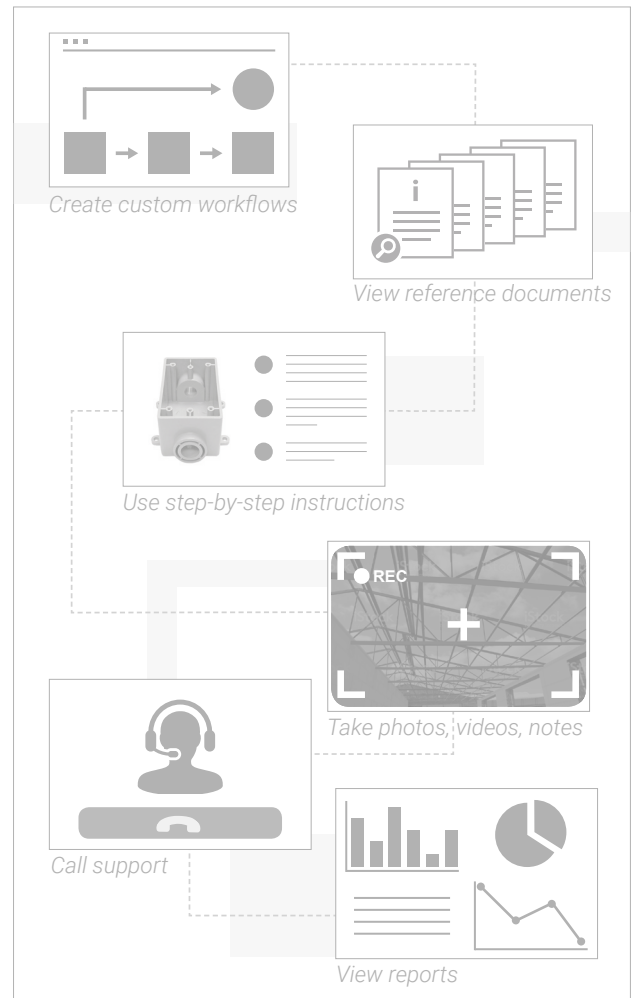 Create custom workflows
i
View reference documents
Use step-by-step instructions
REC
Take photos, videos, notes
Call support
View reports